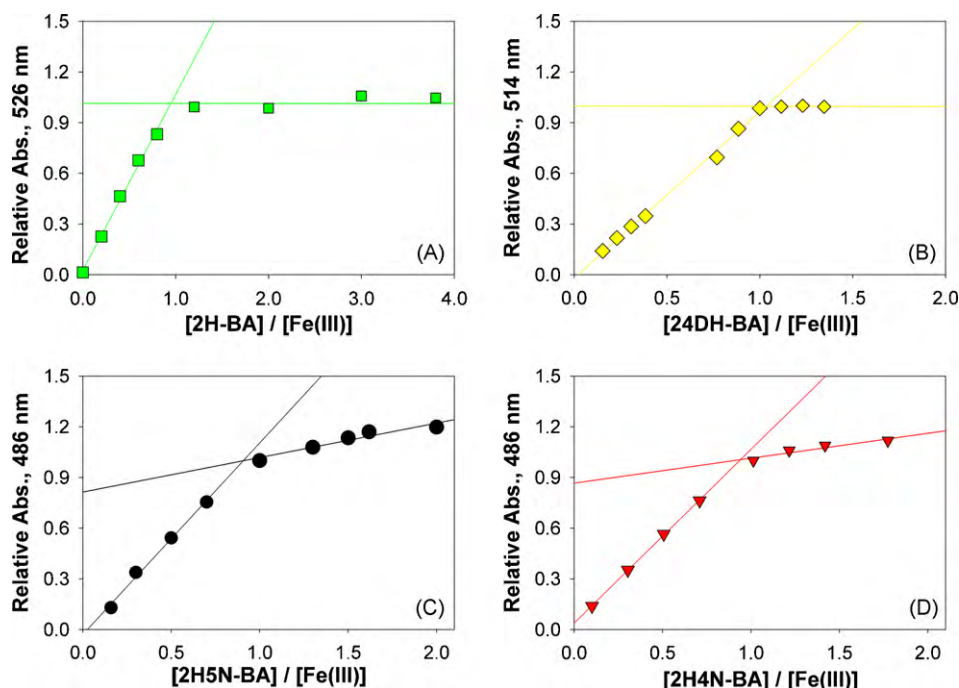 Relative Abs., 526 nm
1.5
1.2
0.9
0.6
0.3
0.0
(A)
0.0 1.0 2.0 3.0 4.0
[2H-BA] / [Fe(III)]
Relative Abs., 514 nm
1.5
1.2
0.9
0.6
0.3
0.0
(B)
0.0 0.5 1.0 1.5 2.0
[24DH-BA] / [Fe(III)]
Relative Abs., 486 nm
1.5
1.2
0.9
0.6
0.3
0.0
(C)
0.0 0.5 1.0 1.5 2.0
[2H5N-BA] / [Fe(III)]
Relative Abs., 486 nm
1.5
1.2
0.9
0.6
0.3
0.0
(D)
0.0 0.5 1.0 1.5 2.0
[2H4N-BA] / [Fe(III)]